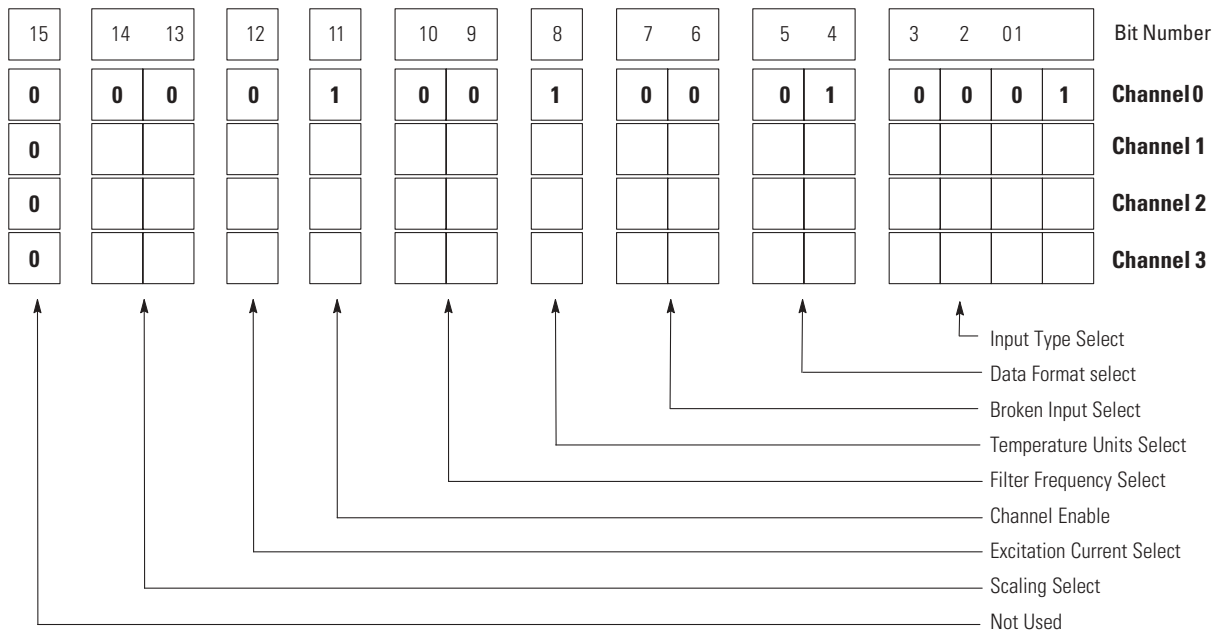 15 14 13 12 11 10 9 8 7 6 5 4 3 2 01 Bit Number
0 0 0 0 1 0 0 1 0 0 0 1 0 0 0 1 Channel 0
0 Channel 1
0 Channel 2
0 Channel 3
Input Type Select
Data Format select
Broken Input Select
Temperature Units Select
Filter Frequency Select
Channel Enable
Excitation Current Select
Scaling Select
Not Used